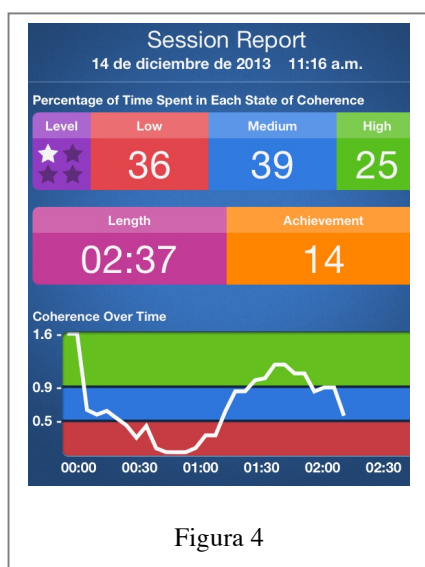 Session Report
14 de diciembre de 2013 11:16 a.m.
Percentage of Time Spent in Each State of Coherence
Level Low Medium High
36 39 25
Length Achievement
02:37 14
Coherence Over Time
1.6 -
0.9 -
0.5 -
00:00 00:30 01:00 01:30 02:00 02:30
Figura 4